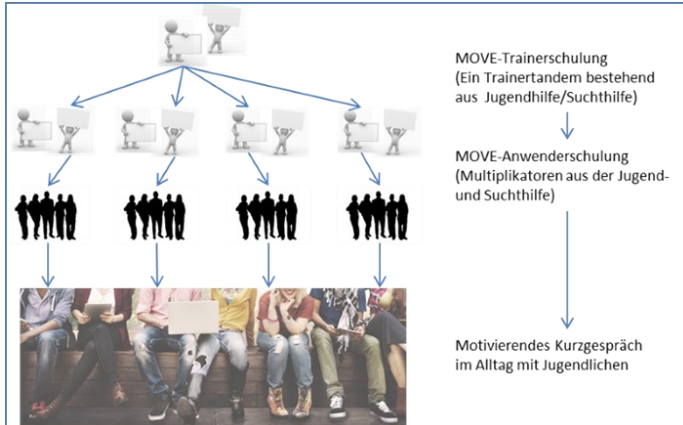 MOVE-Trainerschulung
(Ein Trainertandem bestehend
aus Jugendhilfe/Suchthilfe)
MOVE-Anwenderschulung
(Multiplikatoren aus der Jugend-
und Suchthilfe)
Motivierendes Kurzgespräch
im Alltag mit Jugendlichen